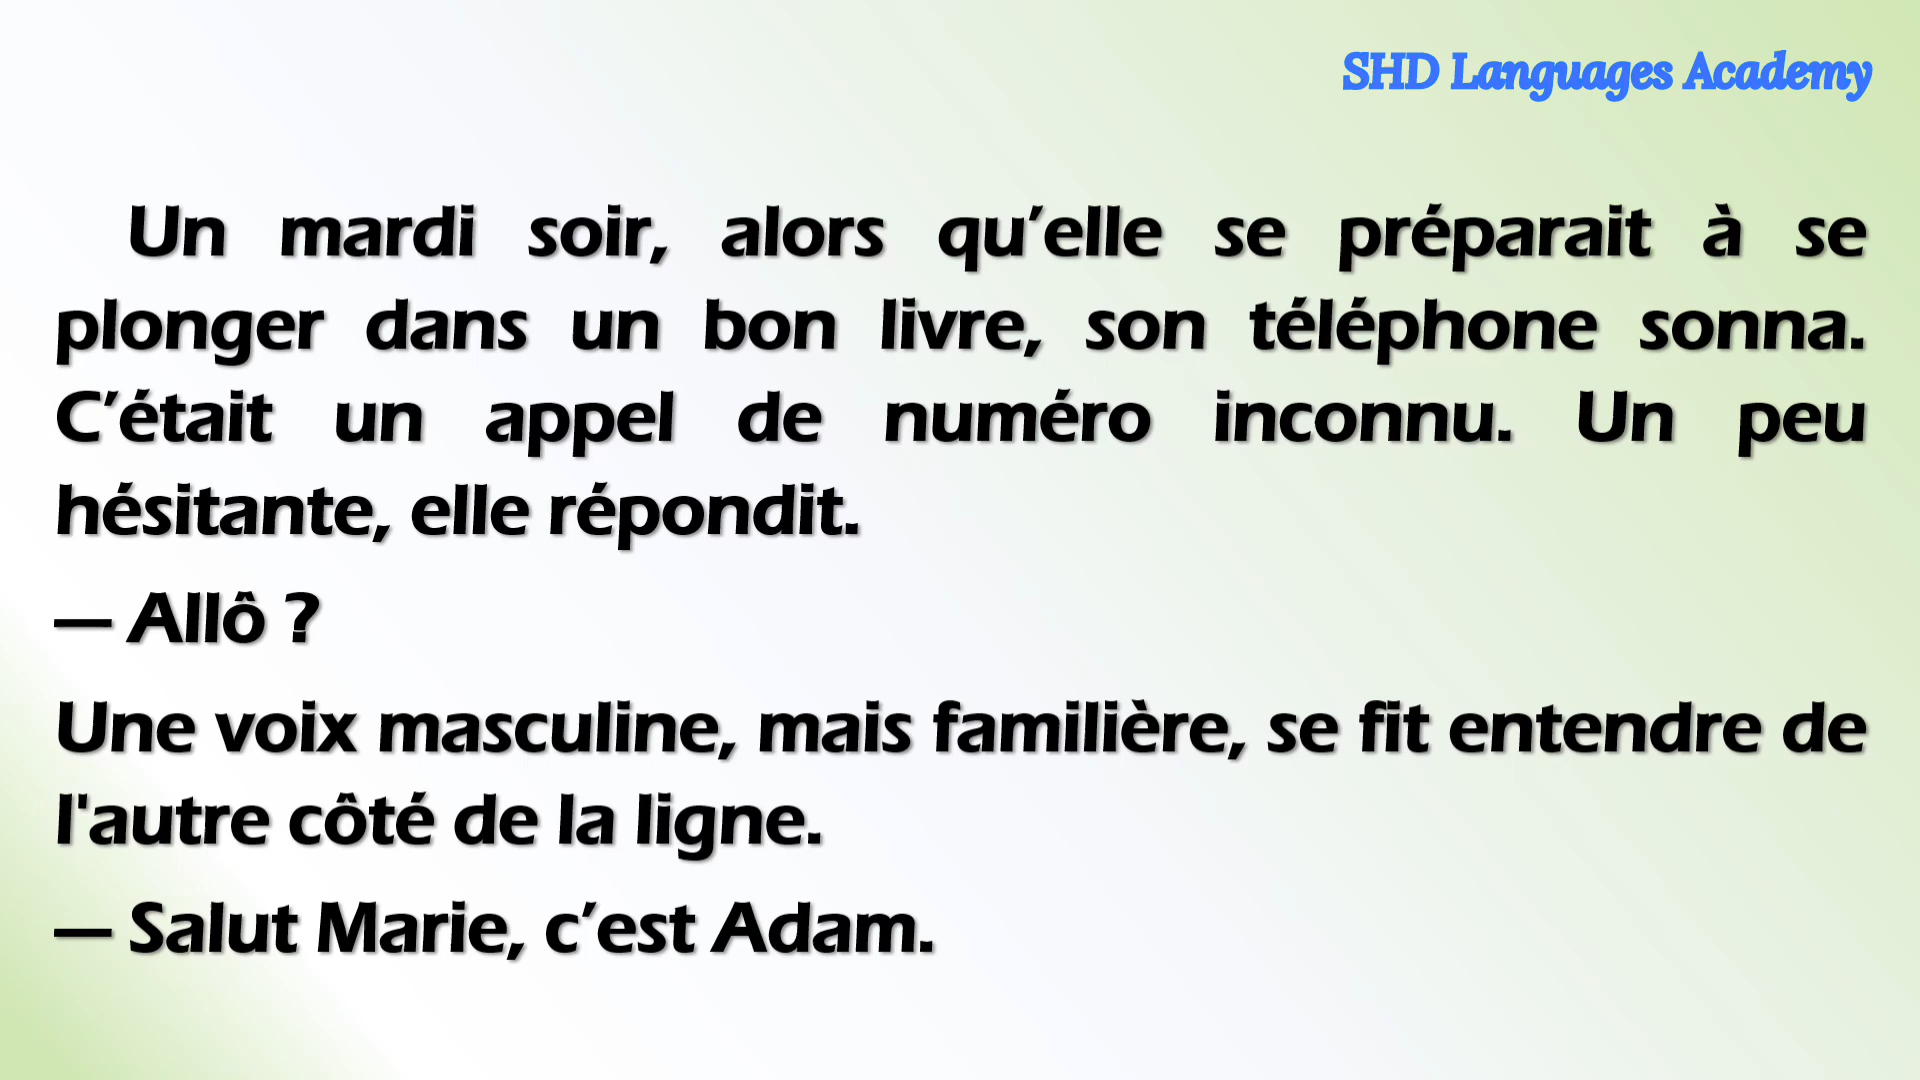 SHD Languages Academy
Un mardi soir, alors qu’elle se préparait à se
plonger dans un bon livre, son téléphone sonna.
C’était un appel de numéro inconnu. Un peu
hésitante, elle répondit.
— Allô ?
Une voix masculine, mais familière, se fit entendre de
l'autre côté de la ligne.
— Salut Marie, c’est Adam.